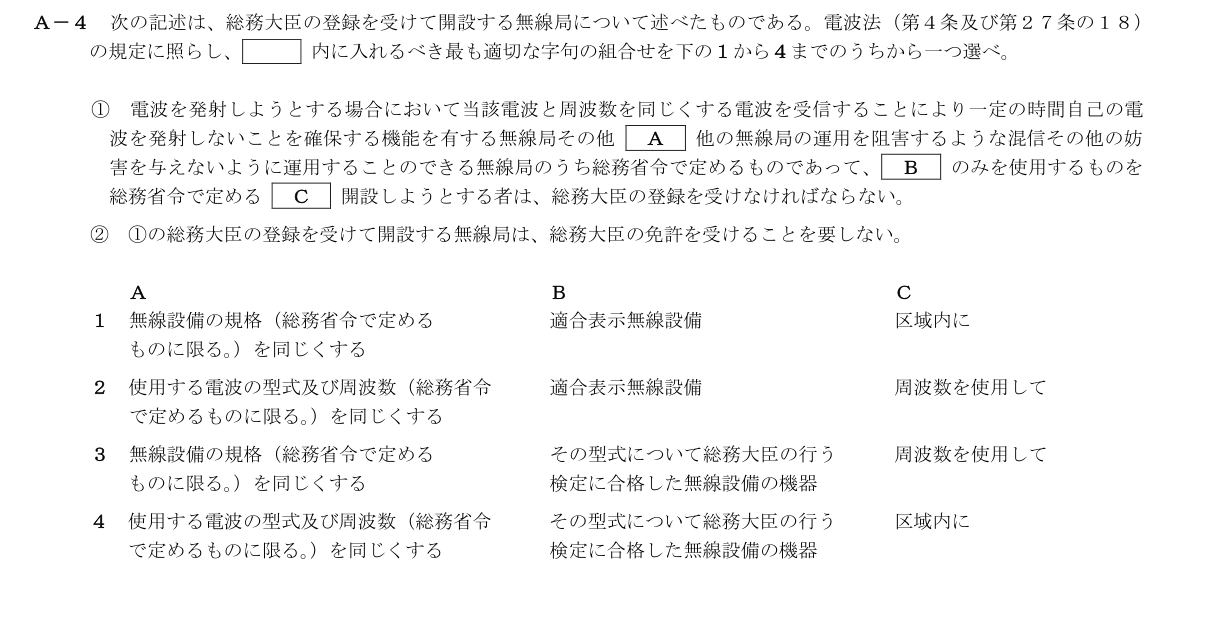 A－4　次の記述は、総務大臣の登録を受けて開設する無線局について述べたものである。電波法（第４条及び第２７条の１８）
の規定に照らし、　　　内に入れるべき最も適切な字句の組合せを下の1から4までのうちから一つ選べ。
①　電波を発射しようとする場合において当該電波と周波数を同じくする電波を受信することにより一定の時間自己の電
波を発射しないことを確保する機能を有する無線局その他　A　他の無線局の運用を阻害するような混信その他の妨
害を与えないように運用することのできる無線局のうち総務省令で定めるものであって、　B　のみを使用するものを
総務省令で定める　C　開設しようとする者は、総務大臣の登録を受けなければならない。
②　①の総務大臣の登録を受けて開設する無線局は、総務大臣の免許を受けることを要しない。
A　B　C
1　無線設備の規格（総務省令で定める　適合表示無線設備　区域内に
ものに限る。）を同じくする
2　使用する電波の型式及び周波数（総務省令　適合表示無線設備　周波数を使用して
で定めるものに限る。）を同じくする
3　無線設備の規格（総務省令で定める　その型式について総務大臣の行う　周波数を使用して
ものに限る。）を同じくする　検定に合格した無線設備の機器
4　使用する電波の型式及び周波数（総務省令　その型式について総務大臣の行う　区域内に
で定めるものに限る。）を同じくする　検定に合格した無線設備の機器